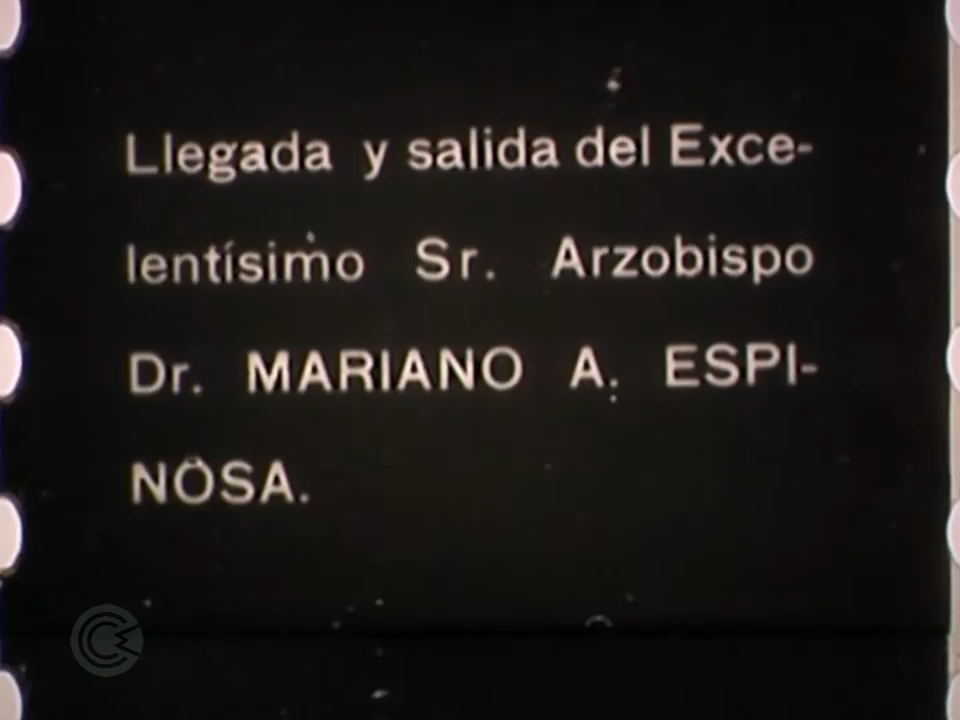 Llegada y salida del Exce-
lentísimo Sr. Arzobispo
Dr. MARIANO A. ESPI-
NOSA.